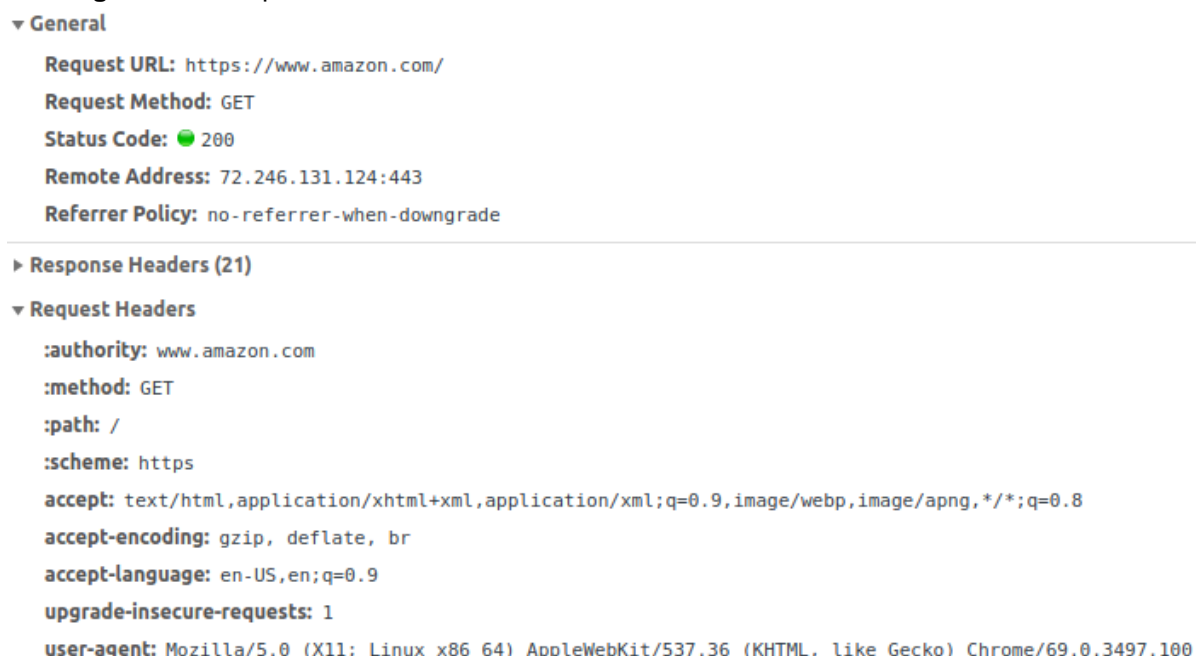 General
Request URL: https://www.amazon.com/
Request Method: GET
Status Code: 200
Remote Address: 72.246.131.124:443
Referrer Policy: no-referrer-when-downgrade
Response Headers (21)
Request Headers
:authority: www.amazon.com
:method: GET
:path: /
:scheme: https
accept: text/html,application/xhtml+xml,application/xml;q=0.9,image/webp,image/apng,*/*;q=0.8
accept-encoding: gzip, deflate, br
accept-language: en-US,en;q=0.9
upgrade-insecure-requests: 1
user-agent: Mozilla/5.0 (X11; Linux x86_64) AppleWebKit/537.36 (KHTML, like Gecko) Chrome/69.0.3497.100